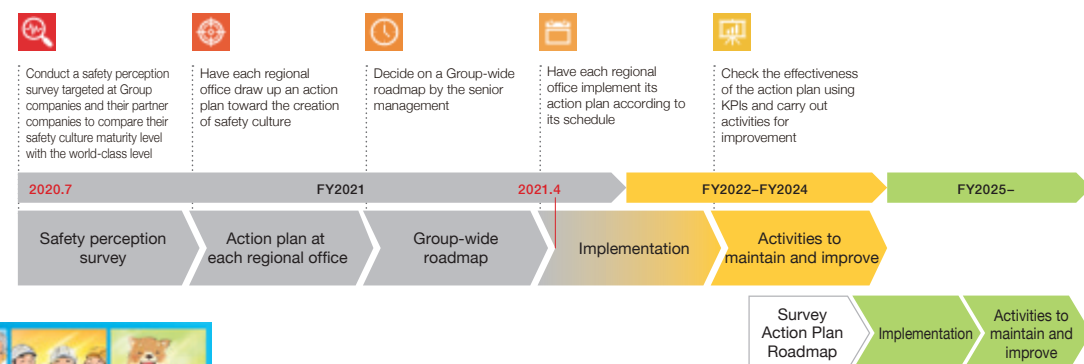 Conduct a safety perception
survey targeted at Group
companies and their partner
companies to compare their
safety culture maturity level
with the world-class level
Have each regional
office draw up an action
plan toward the creation
of safety culture
Decide on a Group-wide
roadmap by the senior
management
Have each regional
office implement its
action plan according to
its schedule
Check the effectiveness
of the action plan using
KPIs and carry out
activities for
improvement
2020.7
FY2021
2021.4
FY2022–FY2024
FY2025–
Safety perception
survey
Action plan at
each regional office
Group-wide
roadmap
Implementation
Activities to
maintain and improve
Survey
Action Plan
Roadmap
Implementation
Activities to
maintain and
improve